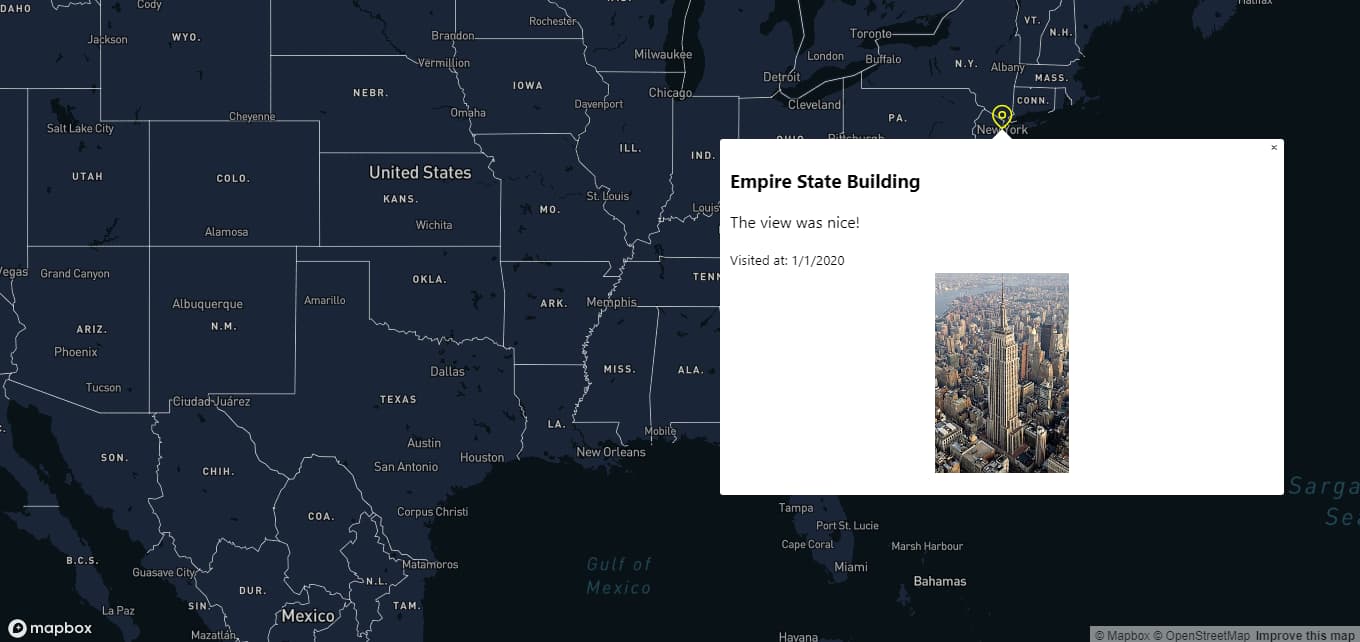 DAHO
Cody
Rochester
Halifax
Jackson
WYO.
Brandon
Toronto
VT.
N.H.
Vermillion
Milwaukee
London
Buffalo
N.Y.
Albany
IOWA
Detroit
MASS.
NEBR.
Davenport
Chicago
Cleveland
CONN.
Omaha
Cheyenne
PA.
Salt Lake City
New York
OHIO
Pittsburgh
ILL.
IND.
United States
UTAH
COLO.
KANS.
St. Louis
MO.
Louis
Wichita
Alamosa
Vegas
Grand Canyon
OKLA.
TENN
Albuquerque
Amarillo
ARK.
Memphis
N.M.
ARIZ.
Phoenix
MISS.
ALA.
Dallas
Tucson
Ciudad Juárez
TEXAS
LA.
Mobile
Austin
New Orleans
SON.
Houston
CHIH.
San Antonio
×
Empire State Building
The view was nice!
Visited at: 1/1/2020
Sarga
Tampa
Corpus Christi
COA.
Port St. Lucie
Se
Cape Coral
Marsh Harbour
B.C.S.
Guasave City
Matamoros
Gulf of
Mexico
Miami
N.L.
Bahamas
DUR.
La Paz
SIN.
TAM.
Mexico
mapbox
Mazatlán
Havana
© Mapbox © OpenStreetMap Improve this map